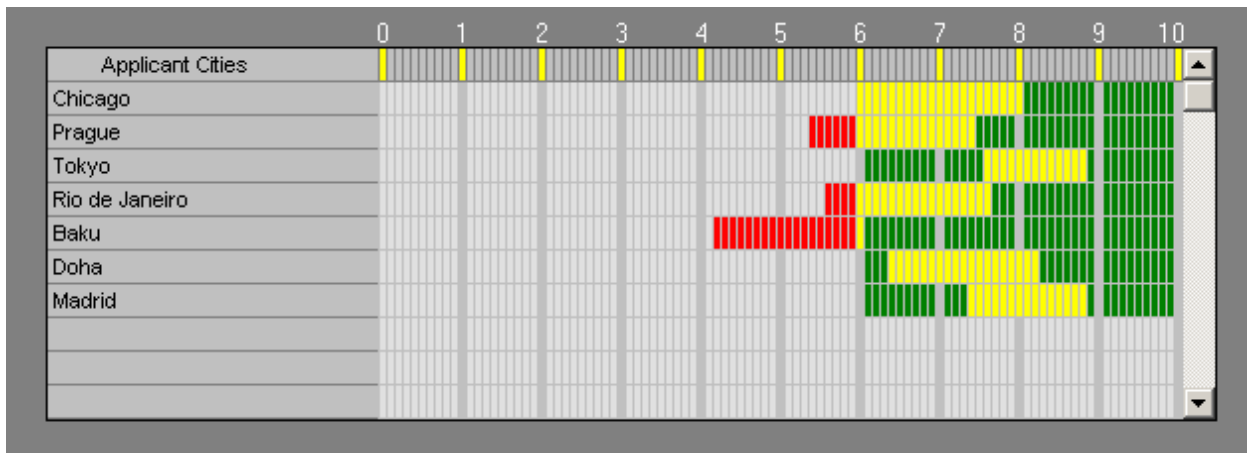 0 1 2 3 4 5 6 7 8 9 10
Applicant Cities
Chicago
Prague
Tokyo
Rio de Janeiro
Baku
Doha
Madrid